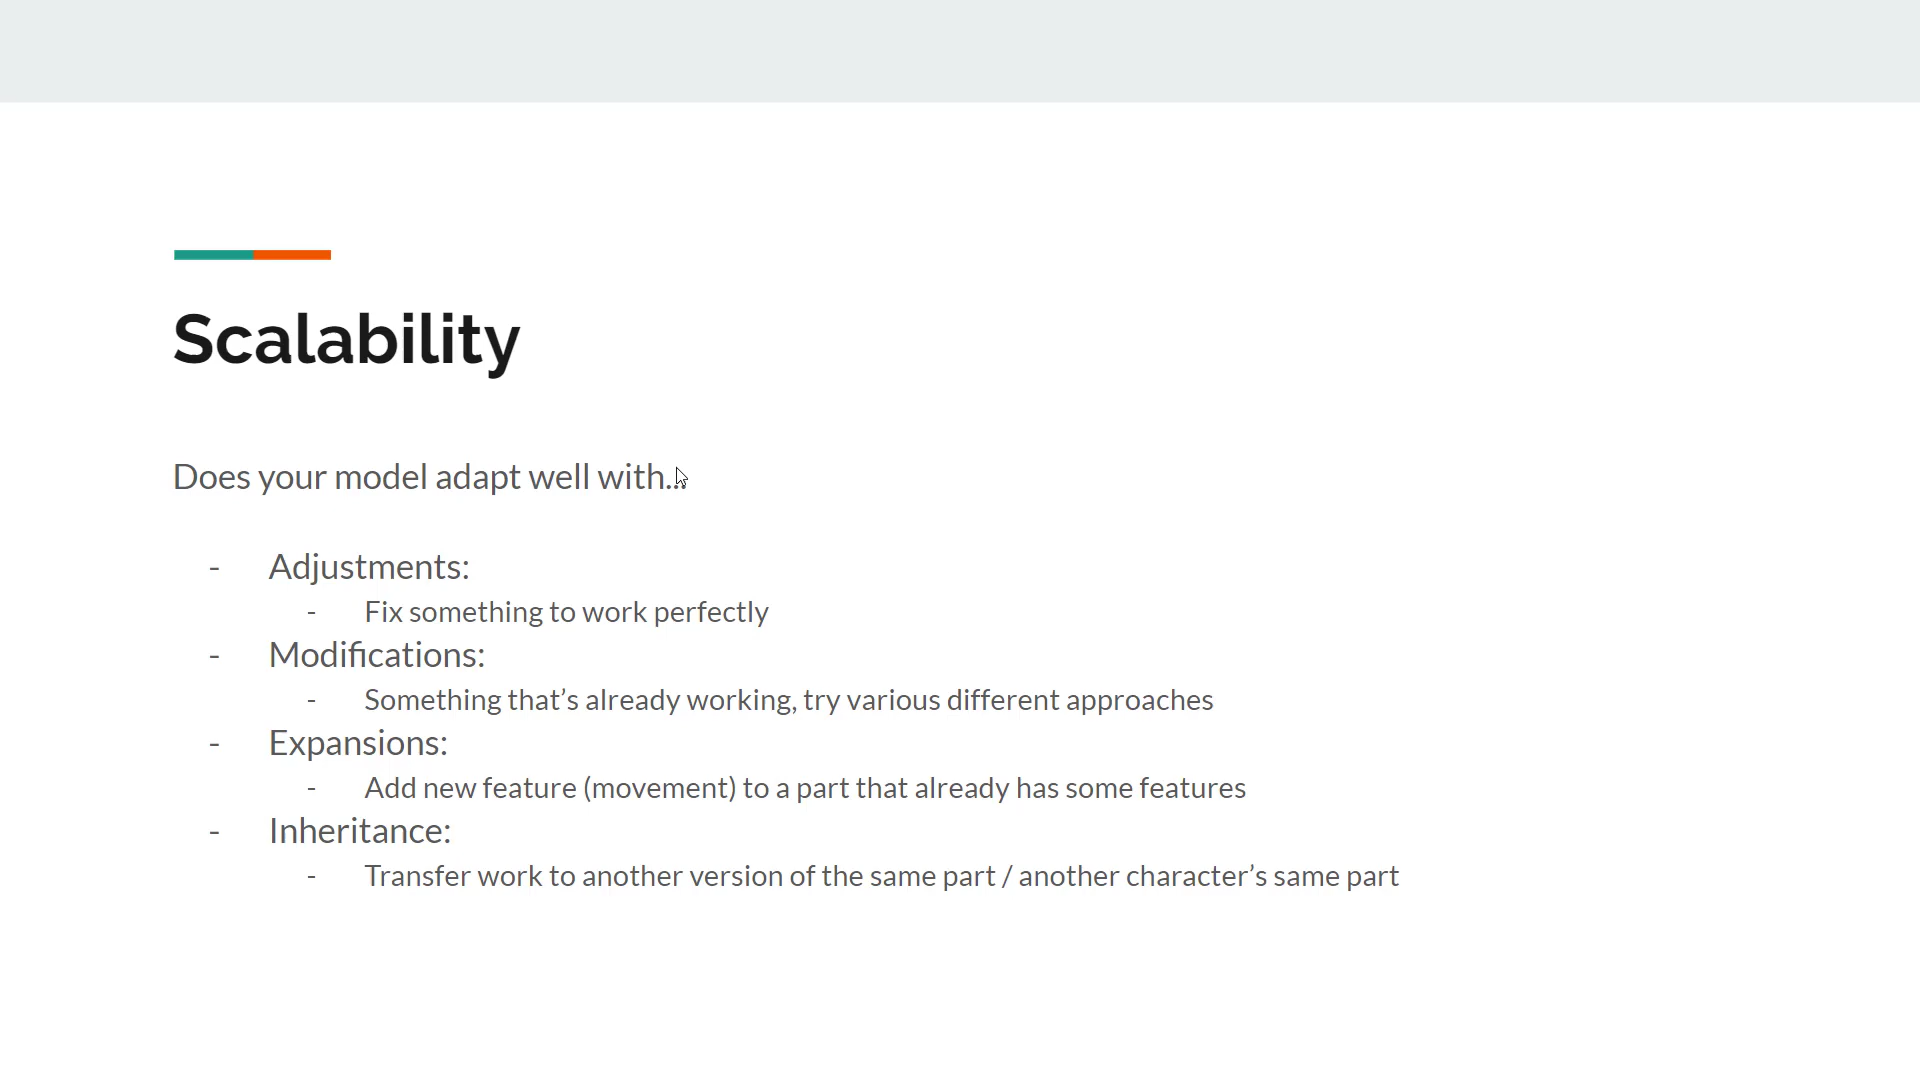 Scalability
Does your model adapt well with...
- Adjustments:
- Fix something to work perfectly
- Modifications:
- Something that’s already working, try various different approaches
- Expansions:
- Add new feature (movement) to a part that already has some features
- Inheritance:
- Transfer work to another version of the same part / another character’s same part